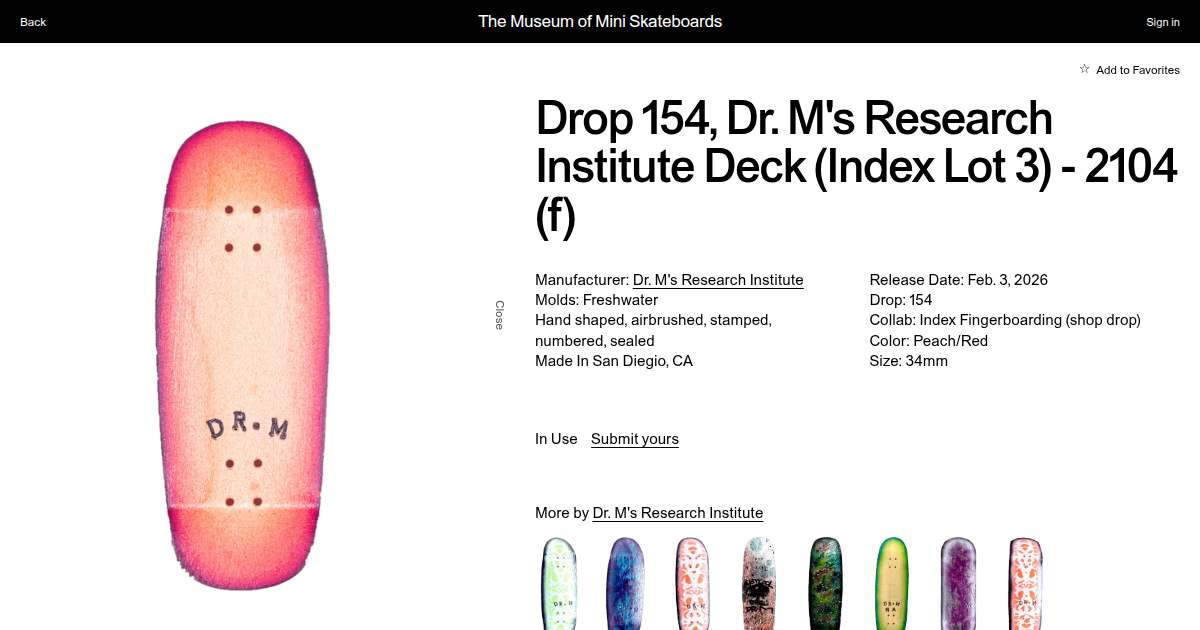 Back
The Museum of Mini Skateboards
Sign in
☆ Add to Favorites
Drop 154, Dr. M's Research
Institute Deck (Index Lot 3) - 2104
(f)
Close
Manufacturer: Dr. M's Research Institute
Molds: Freshwater
Hand shaped, airbrushed, stamped,
numbered, sealed
Made In San Diegio, CA
Release Date: Feb. 3, 2026
Drop: 154
Collab: Index Fingerboarding (shop drop)
Color: Peach/Red
Size: 34mm
DR.M
In Use Submit yours
More by Dr. M's Research Institute
DR.M